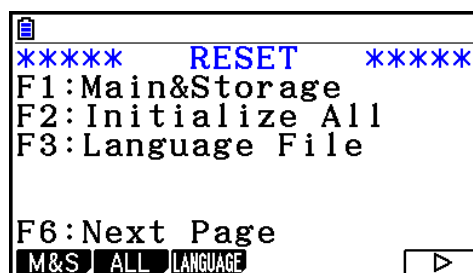 ***** RESET *****
F1:Main&Storage
F2:Initialize All
F3:Language File
F6:Next Page
M&S ALL LANGUAGE ▷